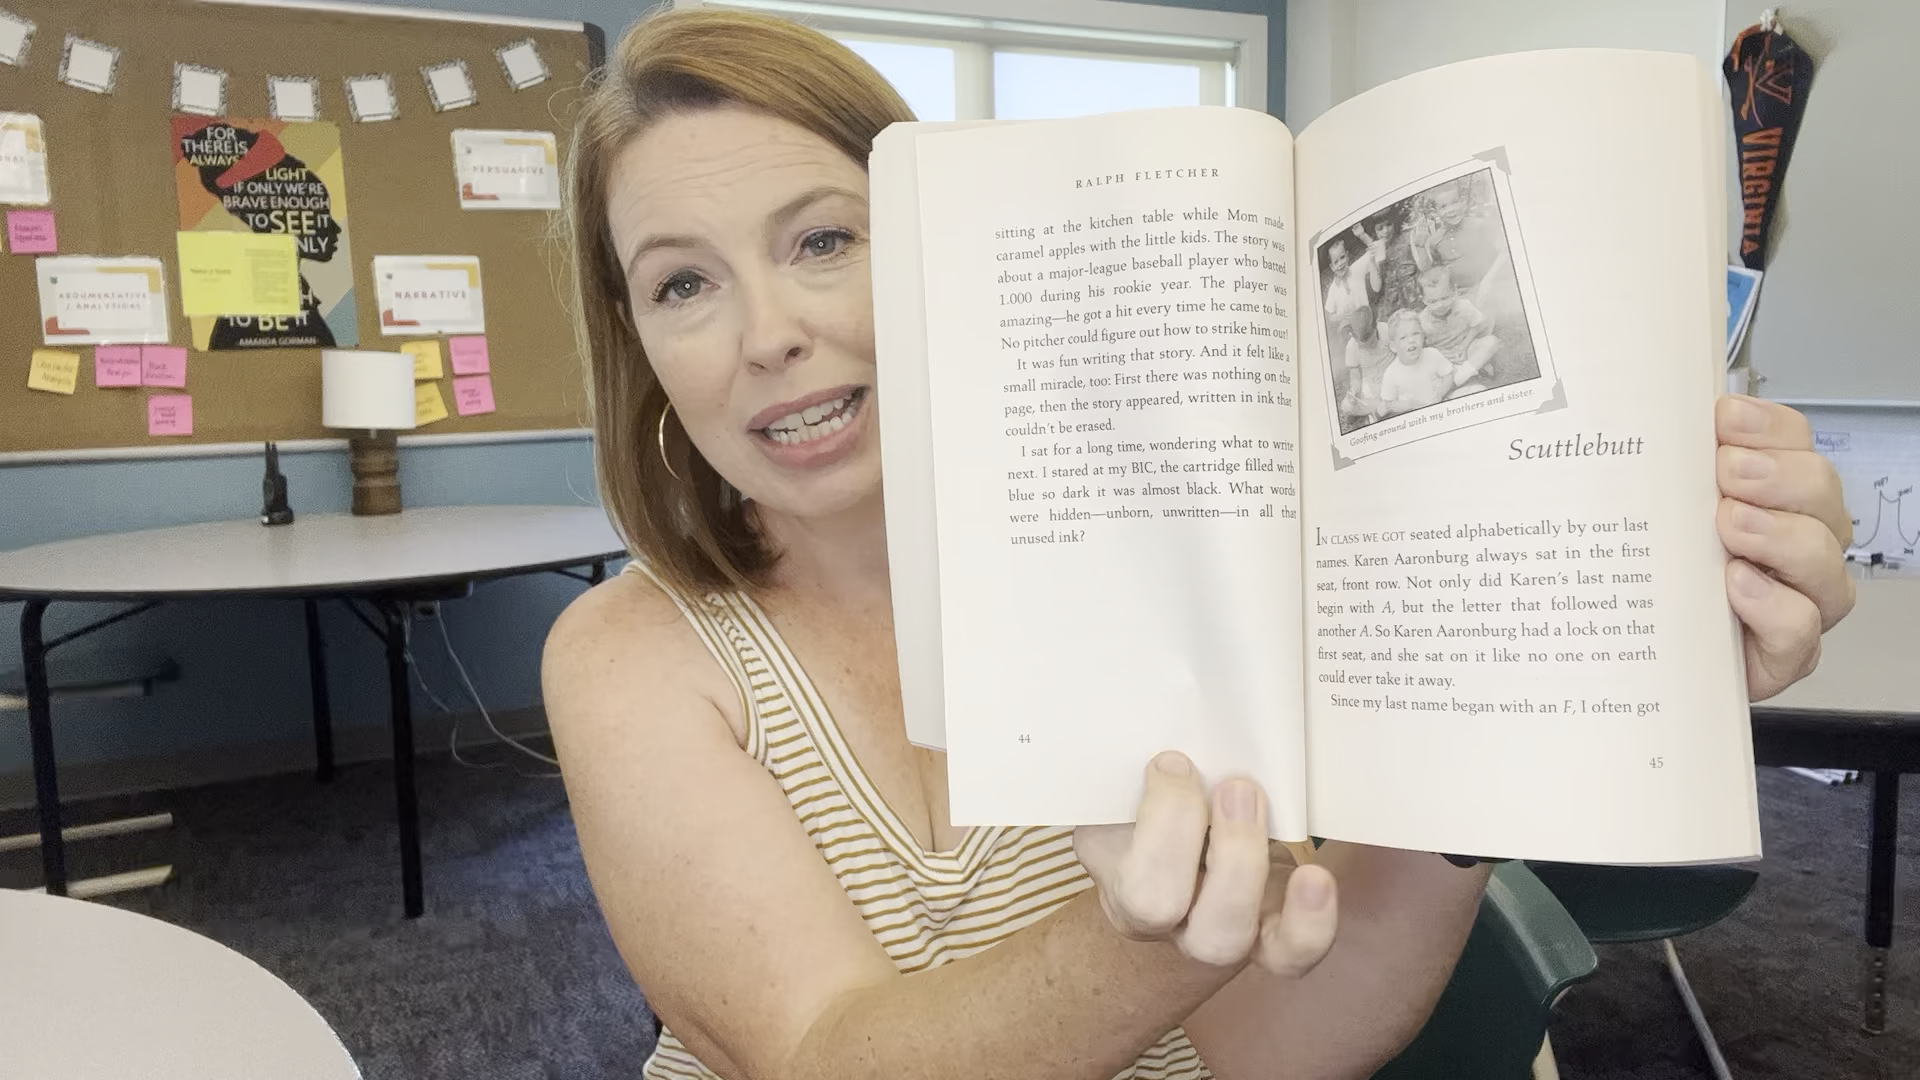 FOR
THERE IS
ALWAYS
LIGHT
IF ONLY WE'RE
BRAVE ENOUGH
TO SEE IT
ONLY
TO BE IT
AMANDA GORMAN
PERSUASIVE
ARGUMENTATIVE
/ ANALYTICAL
NARRATIVE
RALPH FLETCHER
sitting at the kitchen table while Mom made
caramel apples with the little kids. The story was
about a major-league baseball player who batted
1.000 during his rookie year. The player was
amazing—he got a hit every time he came to bat.
No pitcher could figure out how to strike him out!
It was fun writing that story. And it felt like a
small miracle, too: First there was nothing on the
page, then the story appeared, written in ink that
couldn't be erased.
I sat for a long time, wondering what to write
next. I stared at my BIC, the cartridge filled with
blue so dark it was almost black. What words
were hidden—unborn, unwritten—in all that
unused ink?
44
Goofing around with my brothers and sister.
Scuttlebutt
IN CLASS WE GOT seated alphabetically by our last
names. Karen Aaronburg always sat in the first
seat, front row. Not only did Karen's last name
begin with A, but the letter that followed was
another A. So Karen Aaronburg had a lock on that
first seat, and she sat on it like no one on earth
could ever take it away.
Since my last name began with an F, I often got
45
V
VIRGINIA